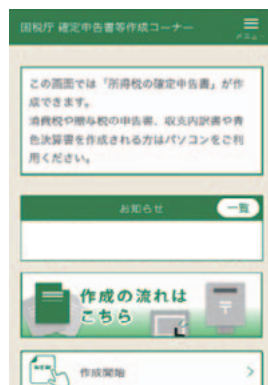 国税庁 確定申告書等作成コーナー
メニュー
この画面では「所得税の確定申告書」が作
成できます。
消費税や贈与税の申告書、収支内訳書や青
色決算書を作成される方はパソコンをご利
用ください。
お知らせ
一覧
作成の流れは
こちら
NEW
作成開始